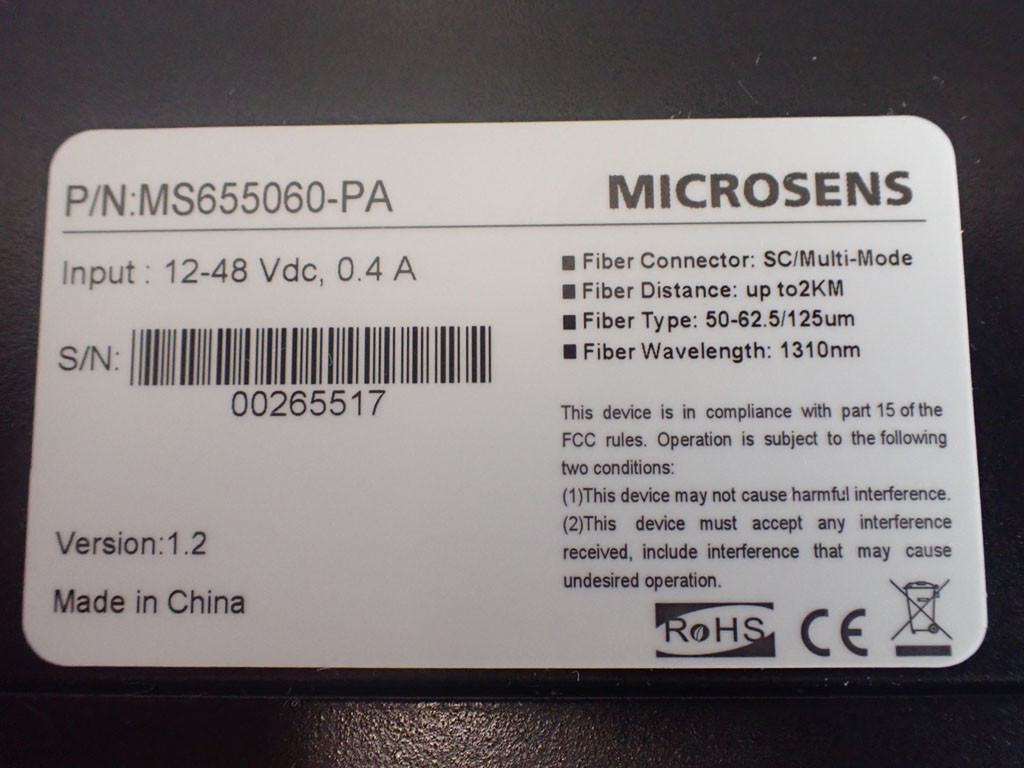 P/N:MS655060-PA
MICROSENS
Input : 12-48 Vdc, 0.4 A
S/N:
00265517
Version:1.2
Made in China
■ Fiber Connector: SC/Multi-Mode
■ Fiber Distance: up to2KM
■ Fiber Type: 50-62.5/125um
■ Fiber Wavelength: 1310nm
This device is in compliance with part 15 of the
FCC rules. Operation is subject to the following
two conditions:
(1)This device may not cause harmful interference.
(2)This device must accept any interference
received, include interference that may cause
undesired operation.
RoHS CE